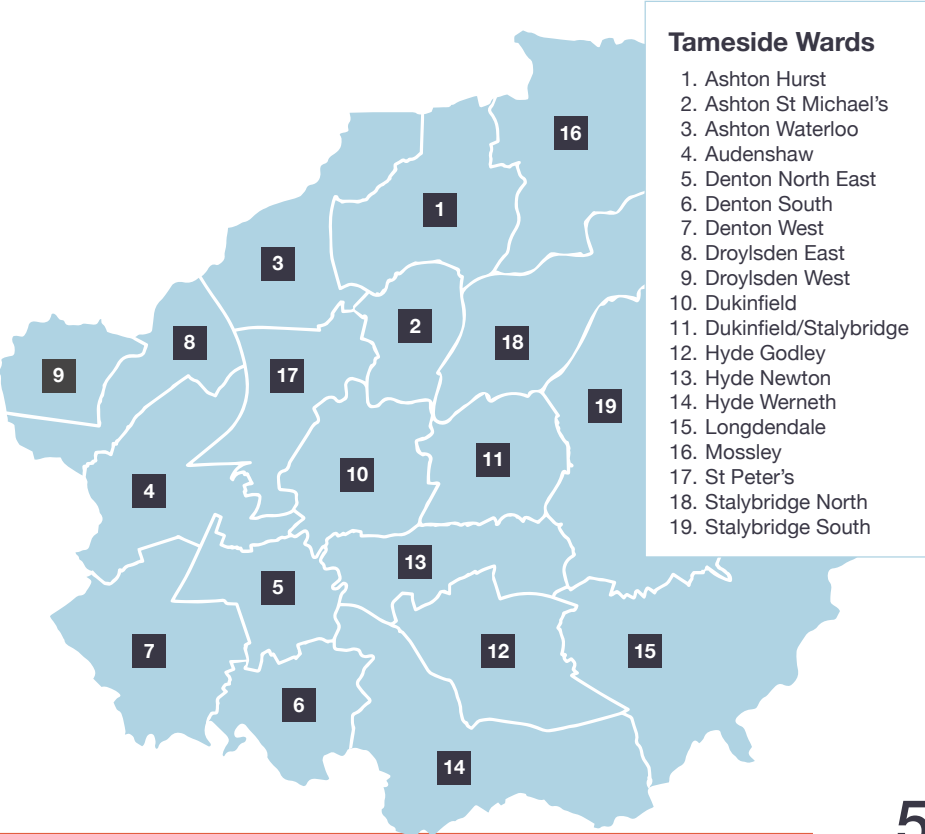 Tameside Wards
1. Ashton Hurst
2. Ashton St Michael’s
3. Ashton Waterloo
4. Audenshaw
5. Denton North East
6. Denton South
7. Denton West
8. Droylsden East
9. Droylsden West
10. Dukinfield
11. Dukinfield/Stalybridge
12. Hyde Godley
13. Hyde Newton
14. Hyde Werneth
15. Longdendale
16. Mossley
17. St Peter’s
18. Stalybridge North
19. Stalybridge South
16
1
3
2
8
18
17
9
19
11
10
4
13
5
7
12
15
6
14
5